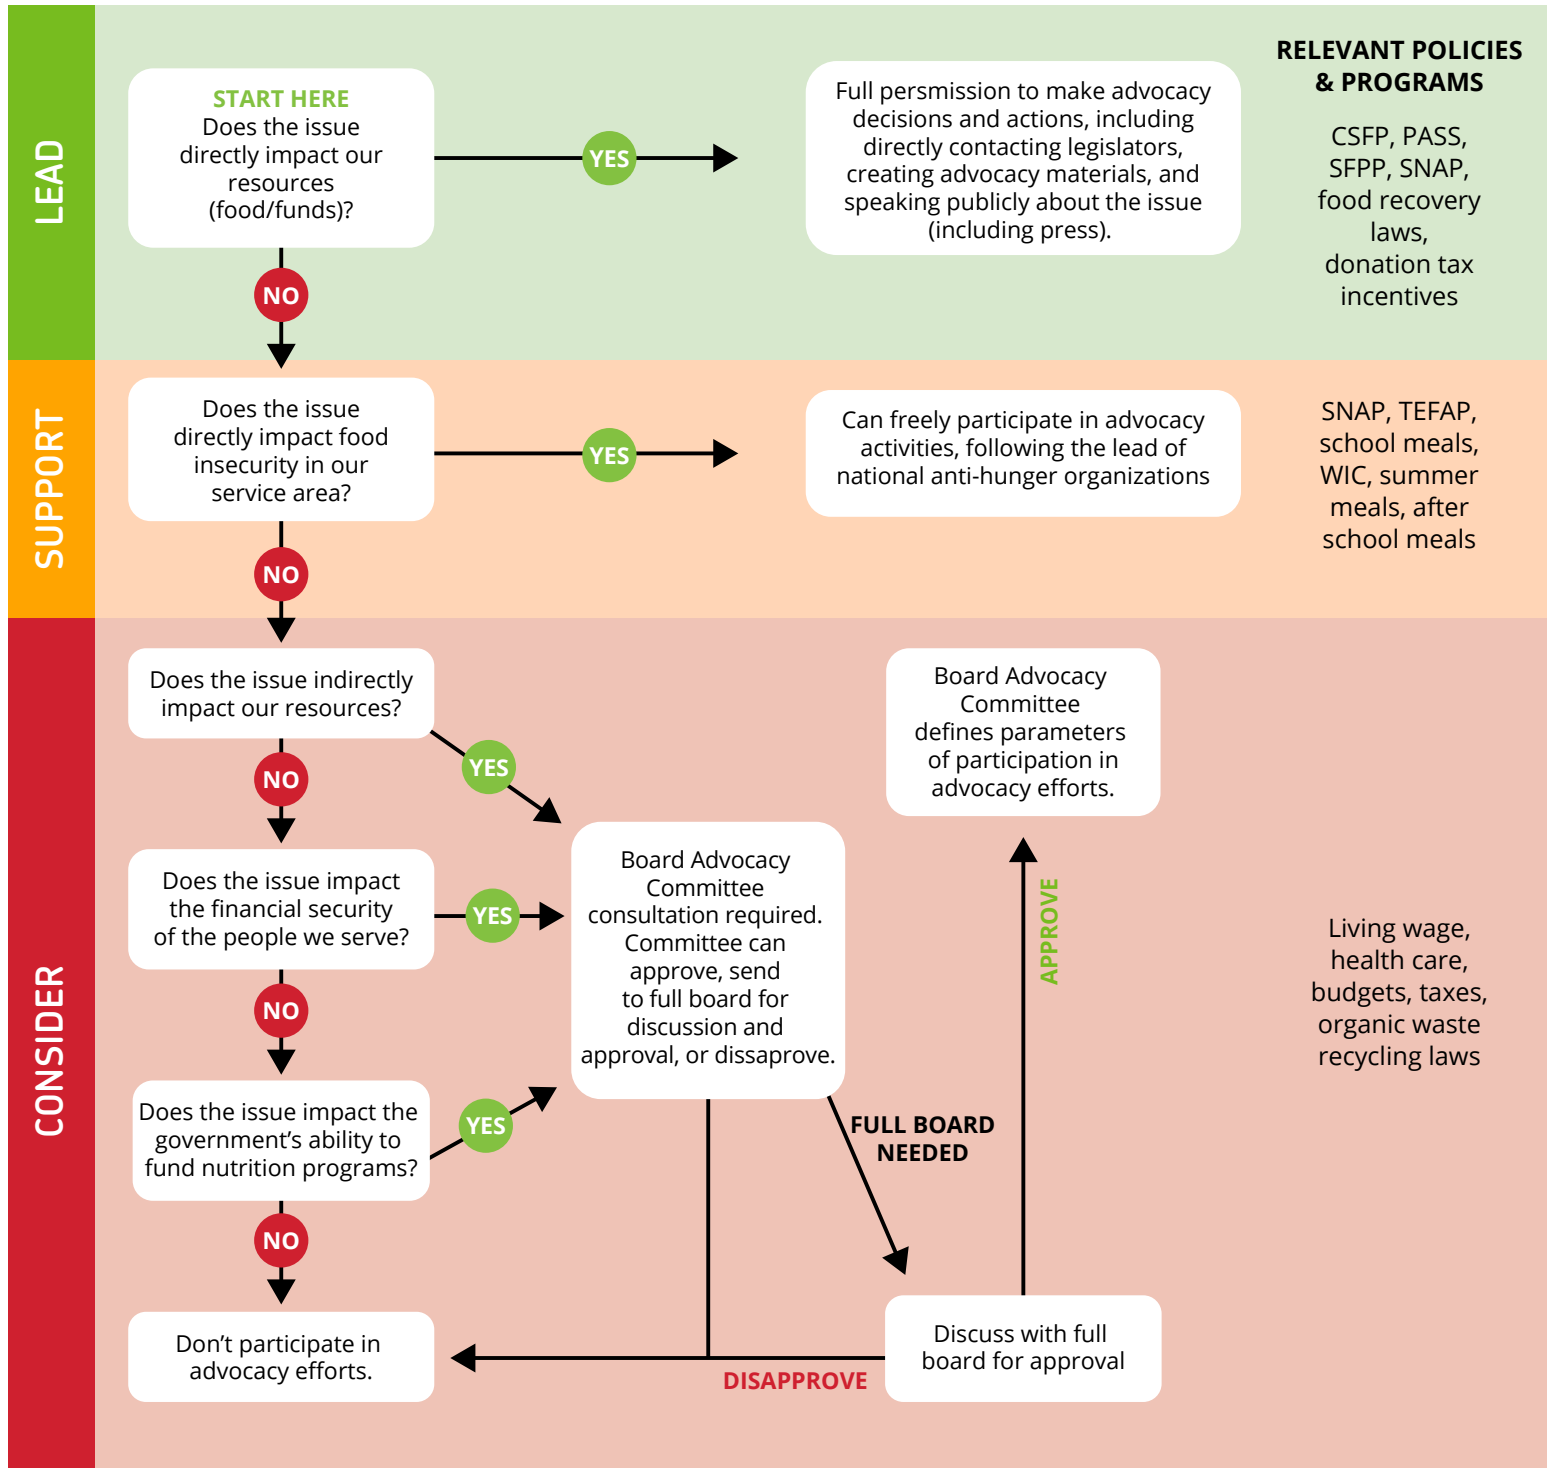 LEAD
START HERE
Does the issue
directly impact our
resources
(food/funds)?
YES
Full persmission to make advocacy
decisions and actions, including
directly contacting legislators,
creating advocacy materials, and
speaking publicly about the issue
(including press).
RELEVANT POLICIES
& PROGRAMS
CSFP, PASS,
SFPP, SNAP,
food recovery
laws,
donation tax
incentives
NO
SUPPORT
Does the issue
directly impact food
insecurity in our
service area?
YES
Can freely participate in advocacy
activities, following the lead of
national anti-hunger organizations
SNAP, TEFAP,
school meals,
WIC, summer
meals, after
school meals
NO
CONSIDER
Does the issue indirectly
impact our resources?
YES
NO
Does the issue impact
the financial security
of the people we serve?
YES
NO
Does the issue impact the
government’s ability to
fund nutrition programs?
YES
NO
Don’t participate in
advocacy efforts.
Board Advocacy
Committee
consultation required.
Committee can
approve, send
to full board for
discussion and
approval, or dissaprove.
FULL BOARD
NEEDED
Discuss with full
board for approval
DISAPPROVE
APPROVE
Board Advocacy
Committee
defines parameters
of participation in
advocacy efforts.
Living wage,
health care,
budgets, taxes,
organic waste
recycling laws